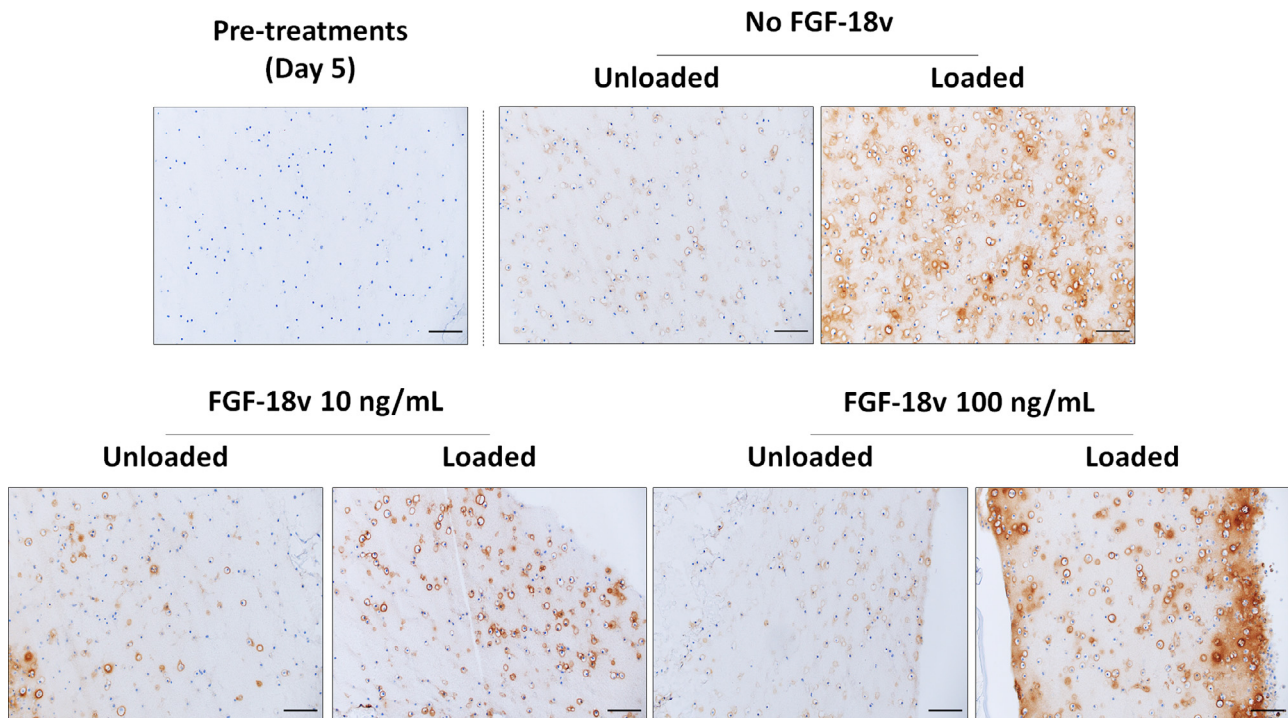 Pre-treatments
(Day 5)
No FGF-18v
Unloaded
Loaded
FGF-18v 10 ng/mL
FGF-18v 100 ng/mL
Unloaded
Loaded
Unloaded
Loaded